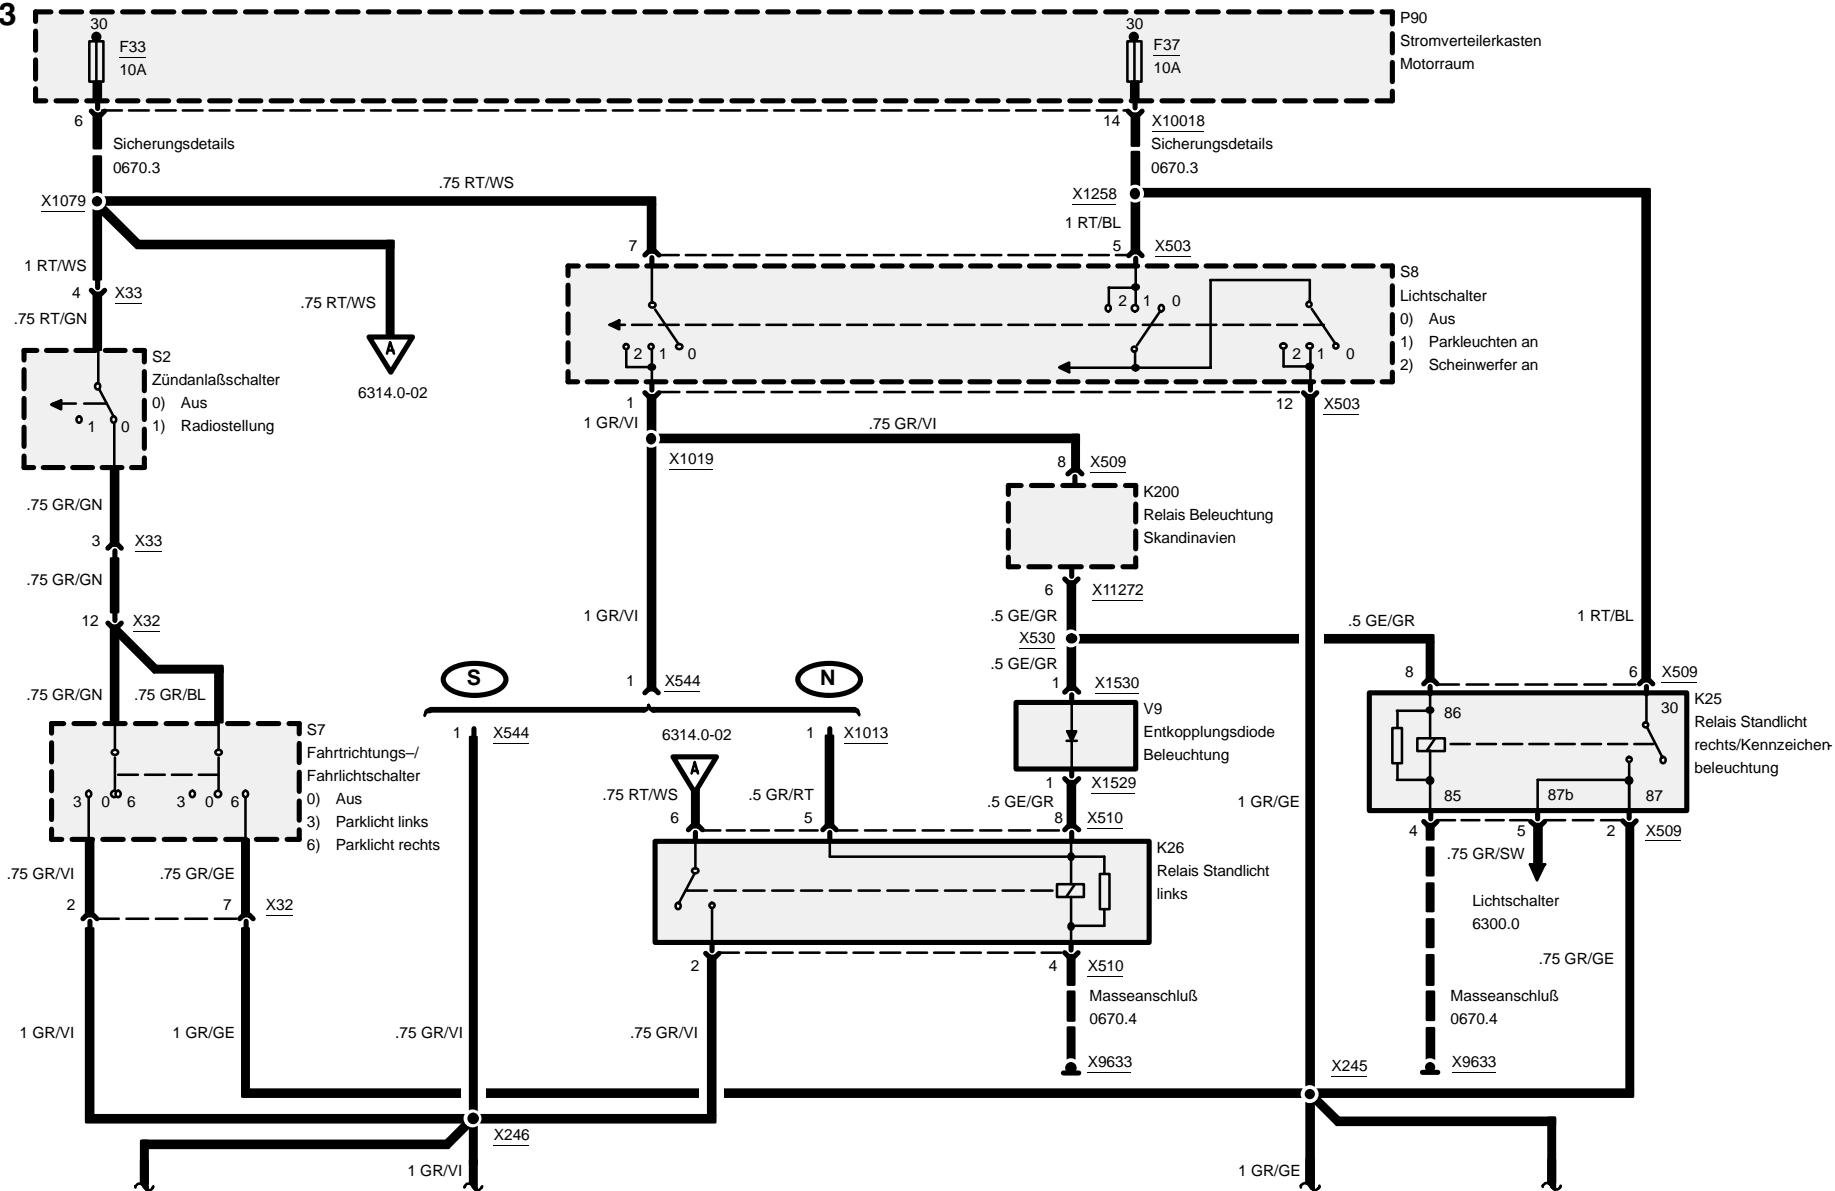 3
30
F33
10A
30
F37
10A
P90
Stromverteilerkasten
Motorraum
6
14
X10018
Sicherungsdetails
0670.3
Sicherungsdetails
0670.3
X1079
.75 RT/WS
X1258
1 RT/BL
7
5
X503
1 RT/WS
4
X33
.75 RT/GN
.75 RT/WS
A
6314.0-02
2 1 0
2 1 0
2 1 0
S8
Lichtschalter
0) Aus
1) Parkleuchten an
2) Scheinwerfer an
S2
Zündanlaßschalter
0) Aus
1) Radiostellung
1 0
1
12
X503
1 GR/VI
.75 GR/VI
X1019
8
X509
K200
Relais Beleuchtung
Skandinavien
.75 GR/GN
3
X33
.75 GR/GN
12
X32
6
X11272
.5 GE/GR
X530
.5 GE/GR
1 GR/VI
.5 GE/GR
1 RT/BL
.75 GR/GN
.75 GR/BL
S
N
1
X544
1
X1530
8
6
X509
S7
Fahrtrichtungs–/
Fahrlichtschalter
0) Aus
3) Parklicht links
6) Parklicht rechts
3 0 6
3 0 6
1
X544
6314.0-02
A
1
X1013
V9
Entkopplungsdiode
Beleuchtung
K25
Relais Standlicht
rechts/Kennzeichen-
beleuchtung
86
30
85
87b
87
1
X1529
.75 RT/WS
.5 GR/RT
.5 GE/GR
1 GR/GE
6
5
8
X510
4
5
2
X509
K26
Relais Standlicht
links
.75 GR/SW
Lichtschalter
6300.0
.75 GR/VI
.75 GR/GE
2
7
X32
2
4
X510
.75 GR/GE
Masseanschluß
0670.4
Masseanschluß
0670.4
1 GR/VI
1 GR/GE
.75 GR/VI
.75 GR/VI
X9633
X9633
X245
X246
1 GR/VI
1 GR/GE